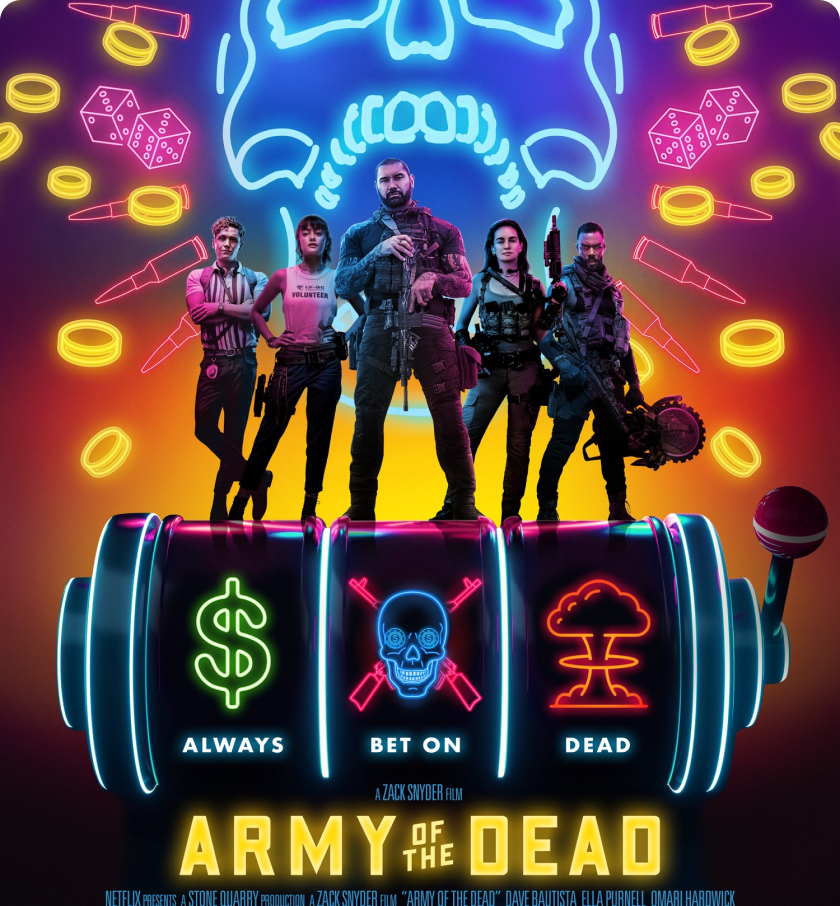 VOLUNTEER
ALWAYS
BET ON
DEAD
A ZACK SNYDER FILM
ARMY OF THE DEAD
NETFLIX PRESENTS A STONE QUARRY PRODUCTION A ZACK SNYDER FILM "ARMY OF THE DEAD" DAVE BAUTISTA ELLA PURNELL OMARI HARDWICK